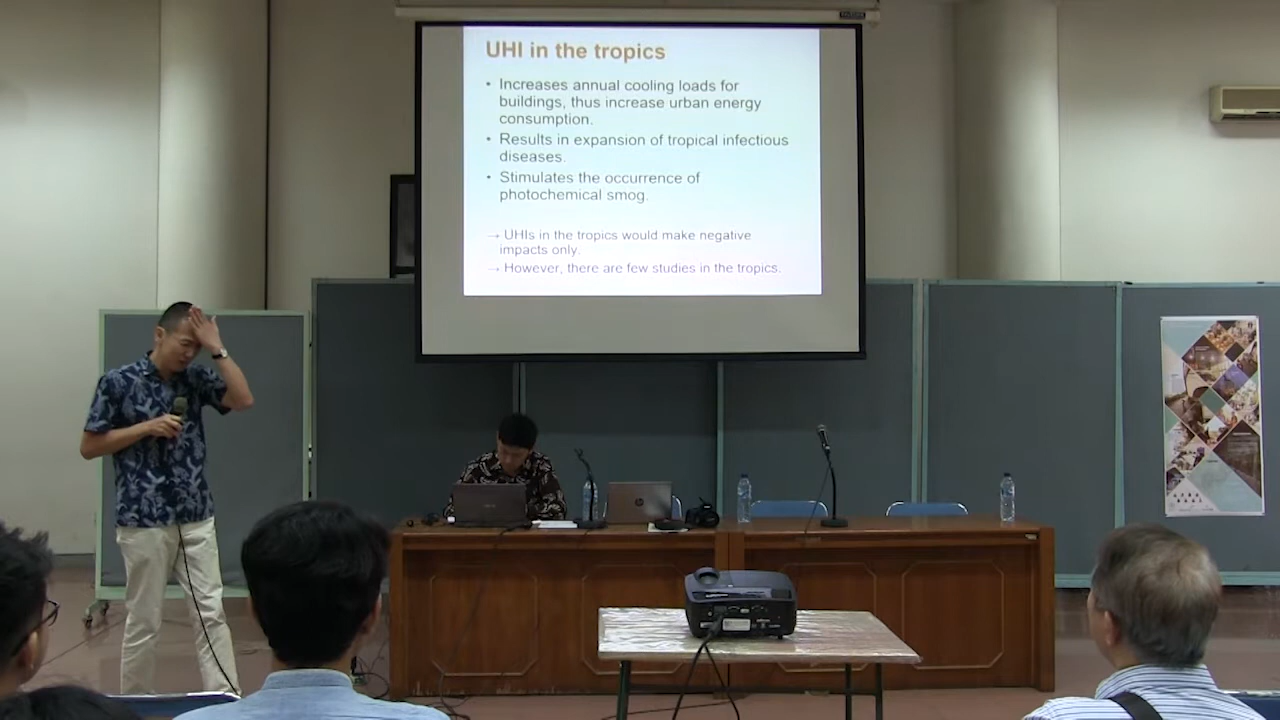 UHI in the tropics
• Increases annual cooling loads for
buildings, thus increase urban energy
consumption.
• Results in expansion of tropical infectious
diseases.
• Stimulates the occurrence of
photochemical smog.
→ UHIs in the tropics would make negative
impacts only.
→ However, there are few studies in the tropics.